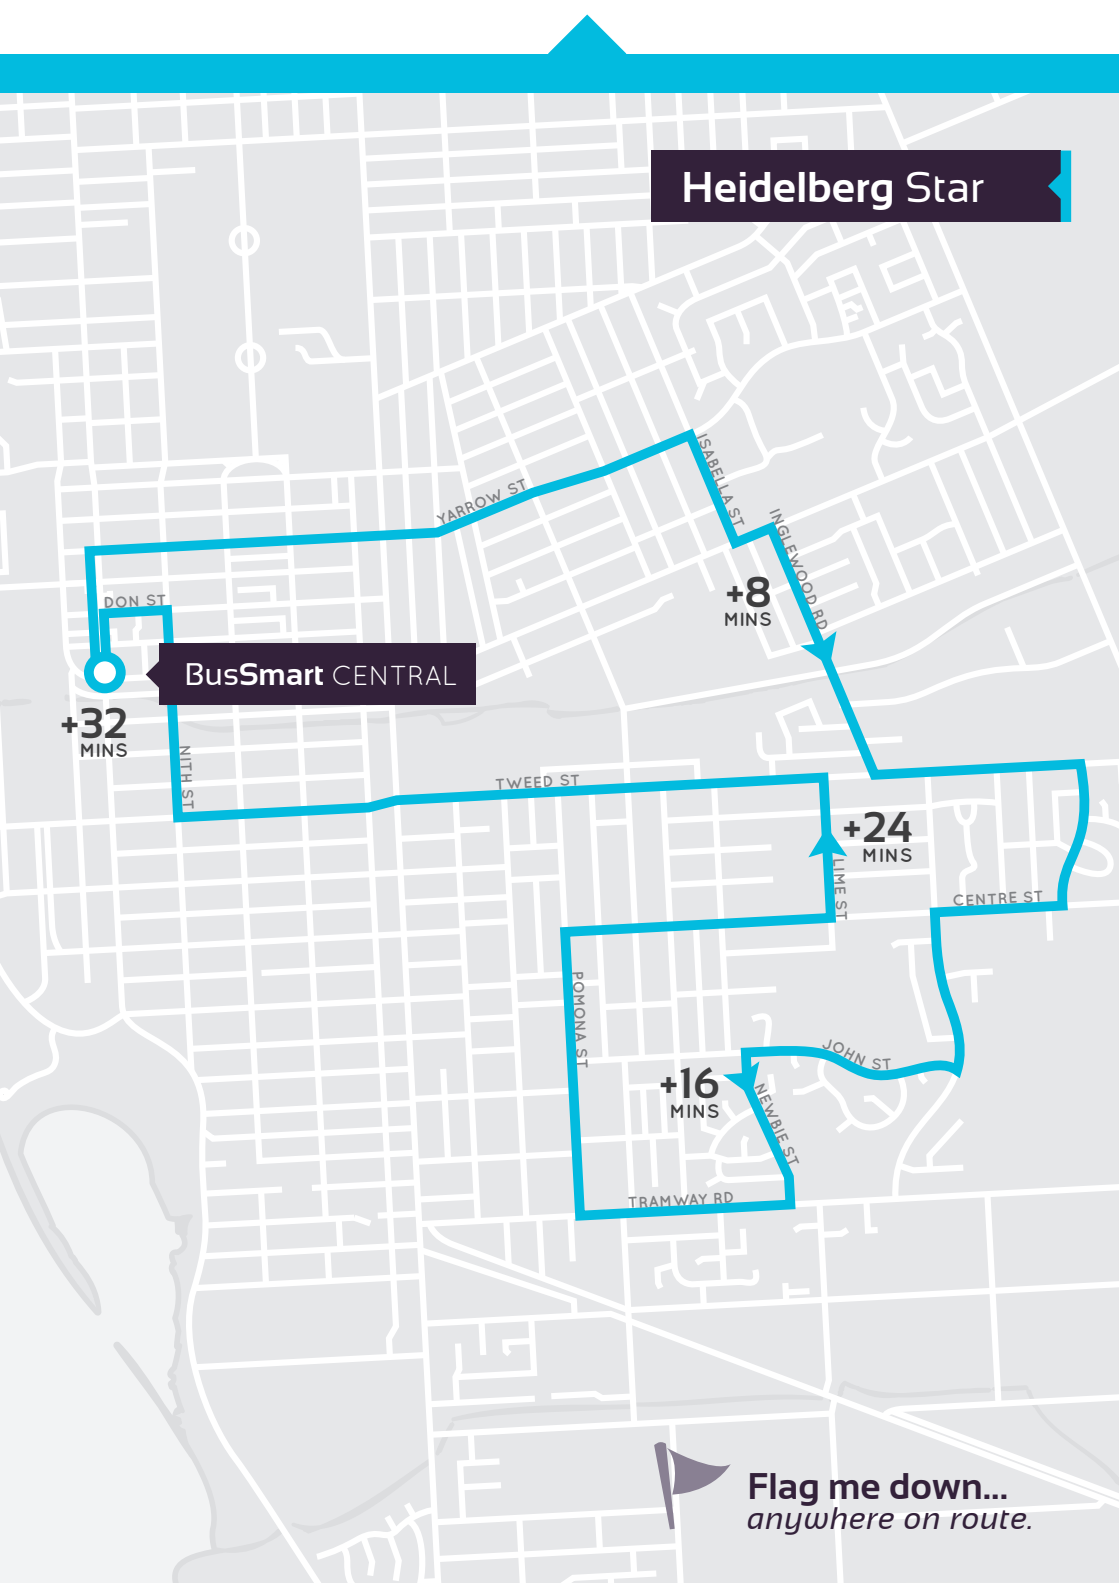 Heidelberg Star
YARROW ST
ISABELLA ST
INGLEWOOD RD
+8
MINS
DON ST
BusSmart CENTRAL
+32
MINS
NITH ST
TWEED ST
+24
MINS
LIME ST
CENTRE ST
POMONA ST
JOHN ST
+16
MINS
NEWBIE ST
TRAMWAY RD
Flag me down...
anywhere on route.